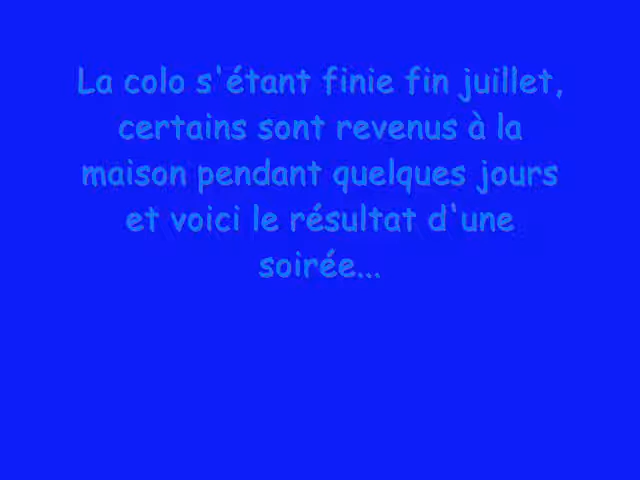 La colo s'étant finie fin juillet,
certains sont revenus à la
maison pendant quelques jours
et voici le résultat d'une
soirée...